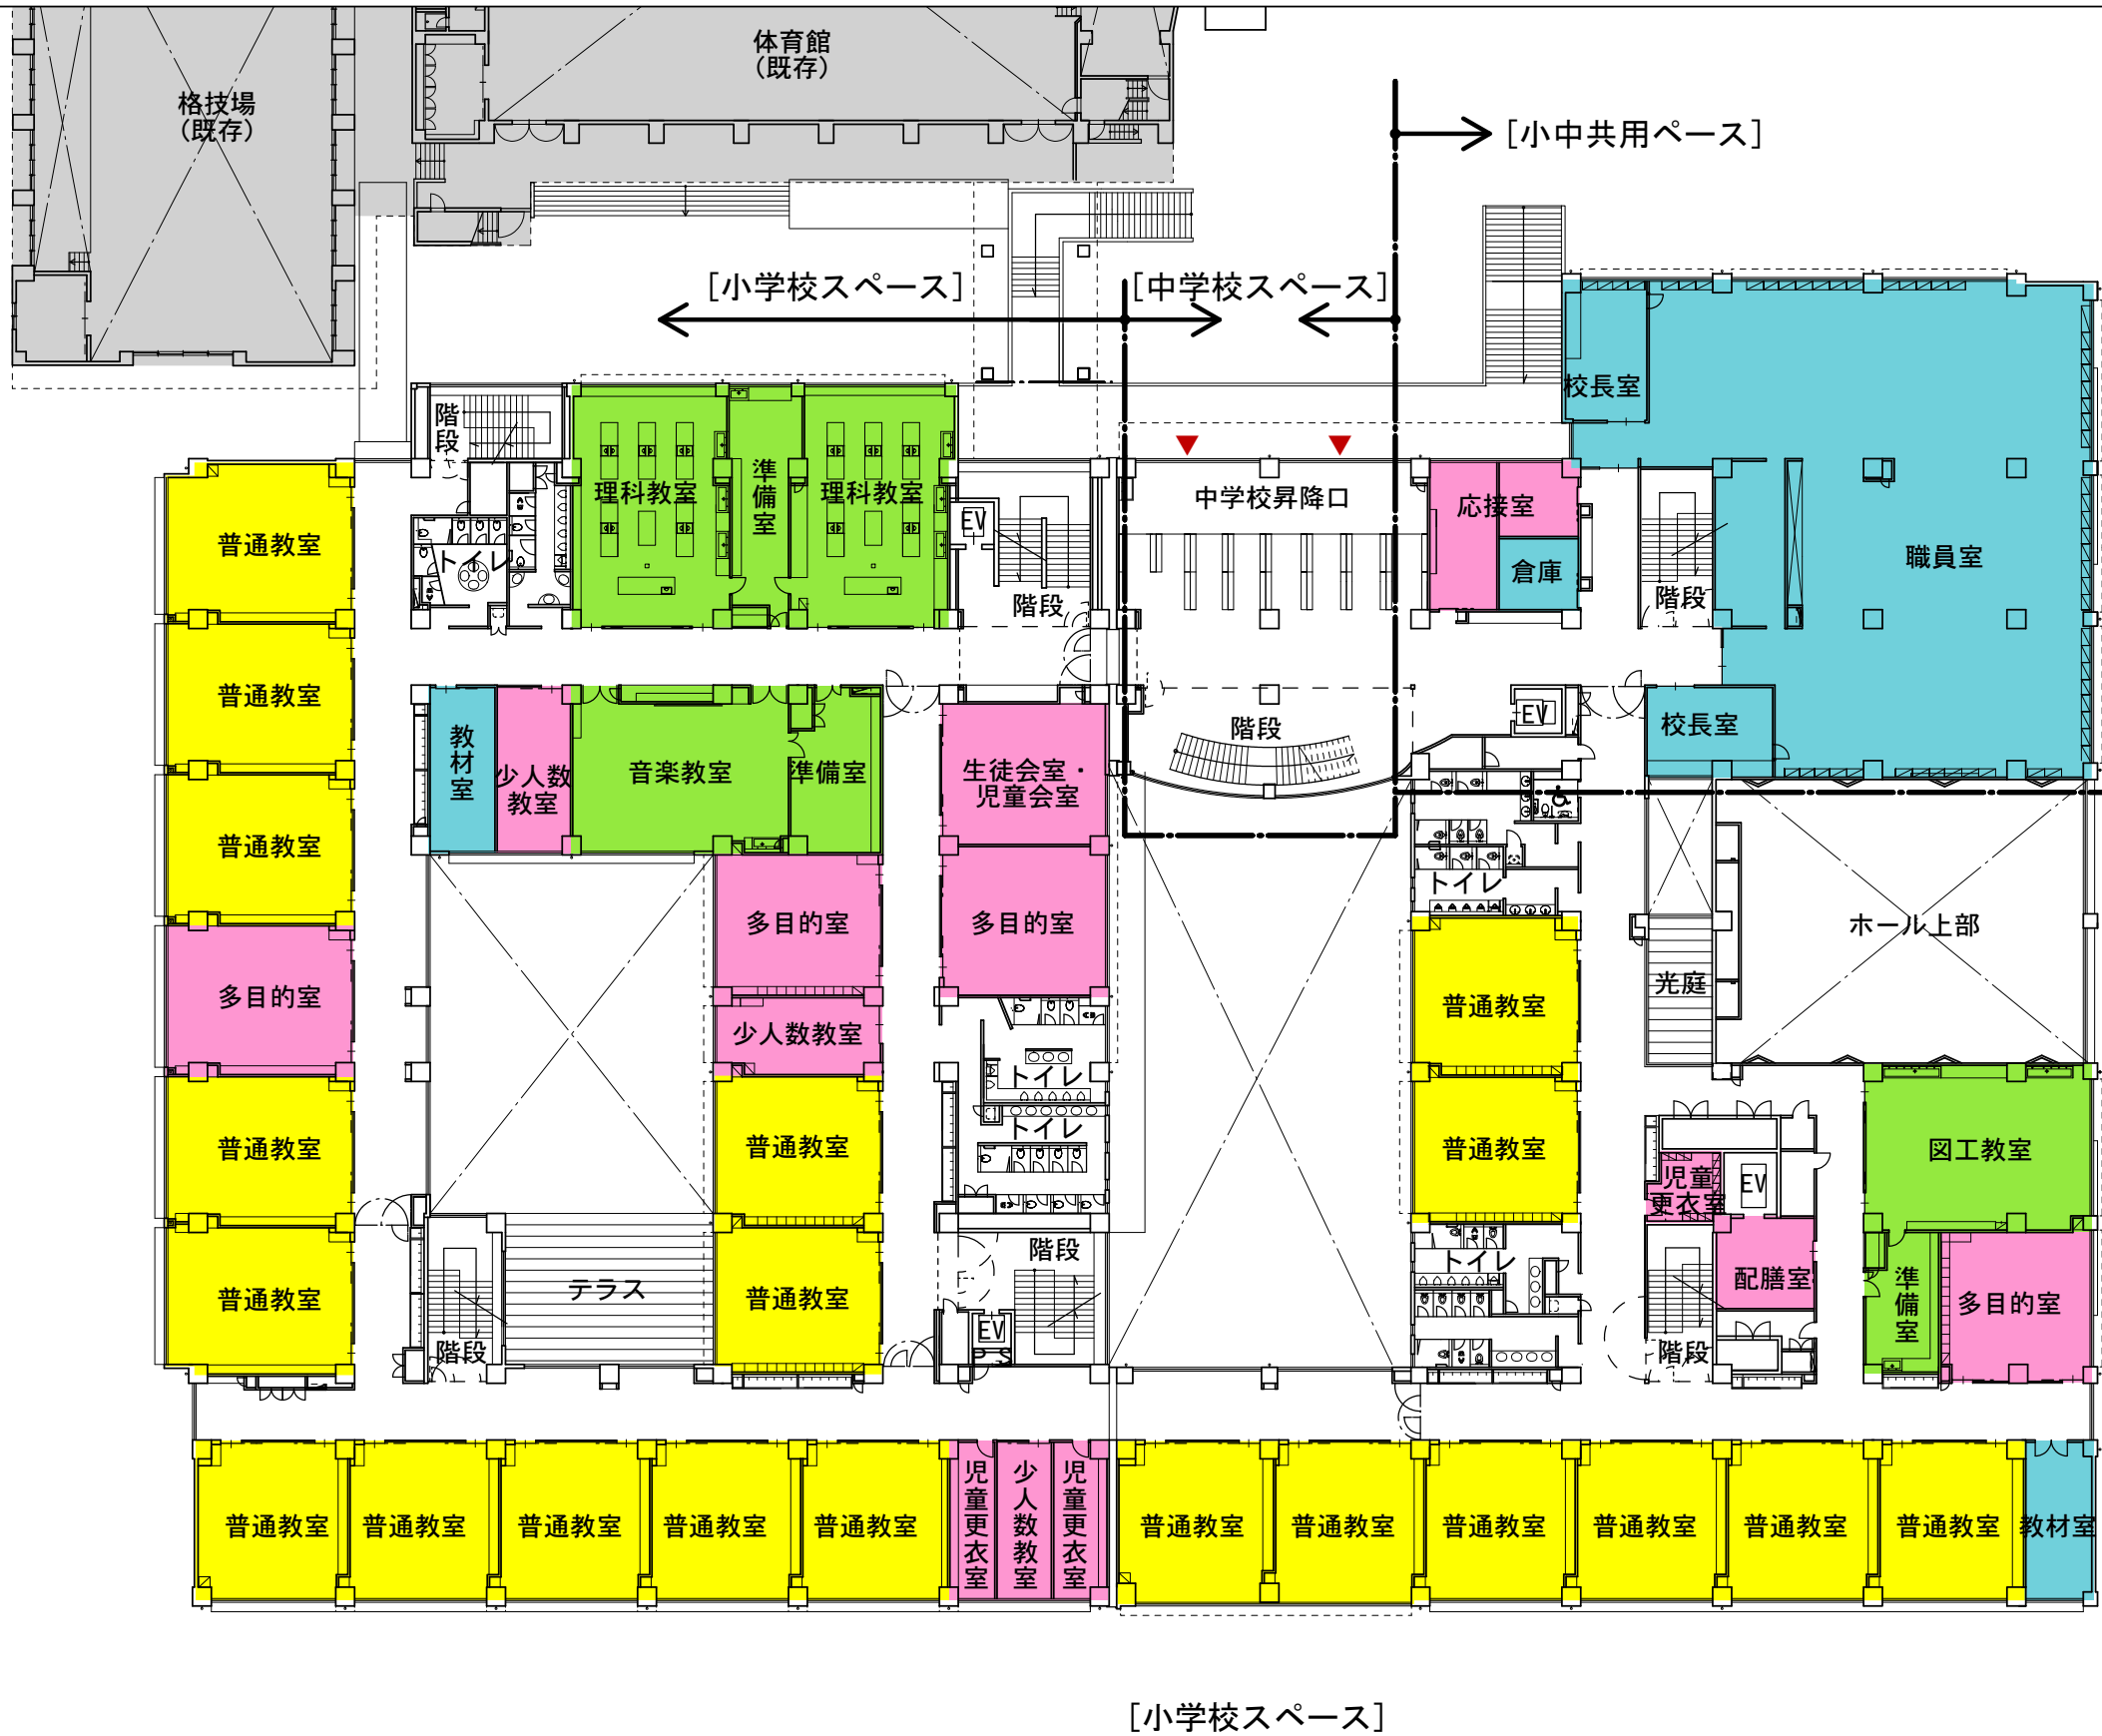 体育館
（既存）
格技場
（既存）
［小中共用ペース］
［小学校スペース］
［中学校スペース］
校長室
階段
理科教室
準備室
理科教室
EV
階段
中学校昇降口
応接室
倉庫
階段
職員室
普通教室
トイレ
普通教室
教材室
少人数
教室
音楽教室
準備室
生徒会室・
児童会室
階段
EV
校長室
普通教室
多目的室
多目的室
トイレ
ホール上部
多目的室
少人数教室
普通教室
光庭
トイレ
トイレ
普通教室
普通教室
普通教室
児童
更衣室
EV
図工教室
普通教室
テラス
普通教室
階段
EV
PS
階段
トイレ
配膳室
階段
準備室
多目的室
普通教室
普通教室
普通教室
普通教室
普通教室
児童更衣室
少人数教室
児童更衣室
普通教室
普通教室
普通教室
普通教室
普通教室
普通教室
教材室
［小学校スペース］